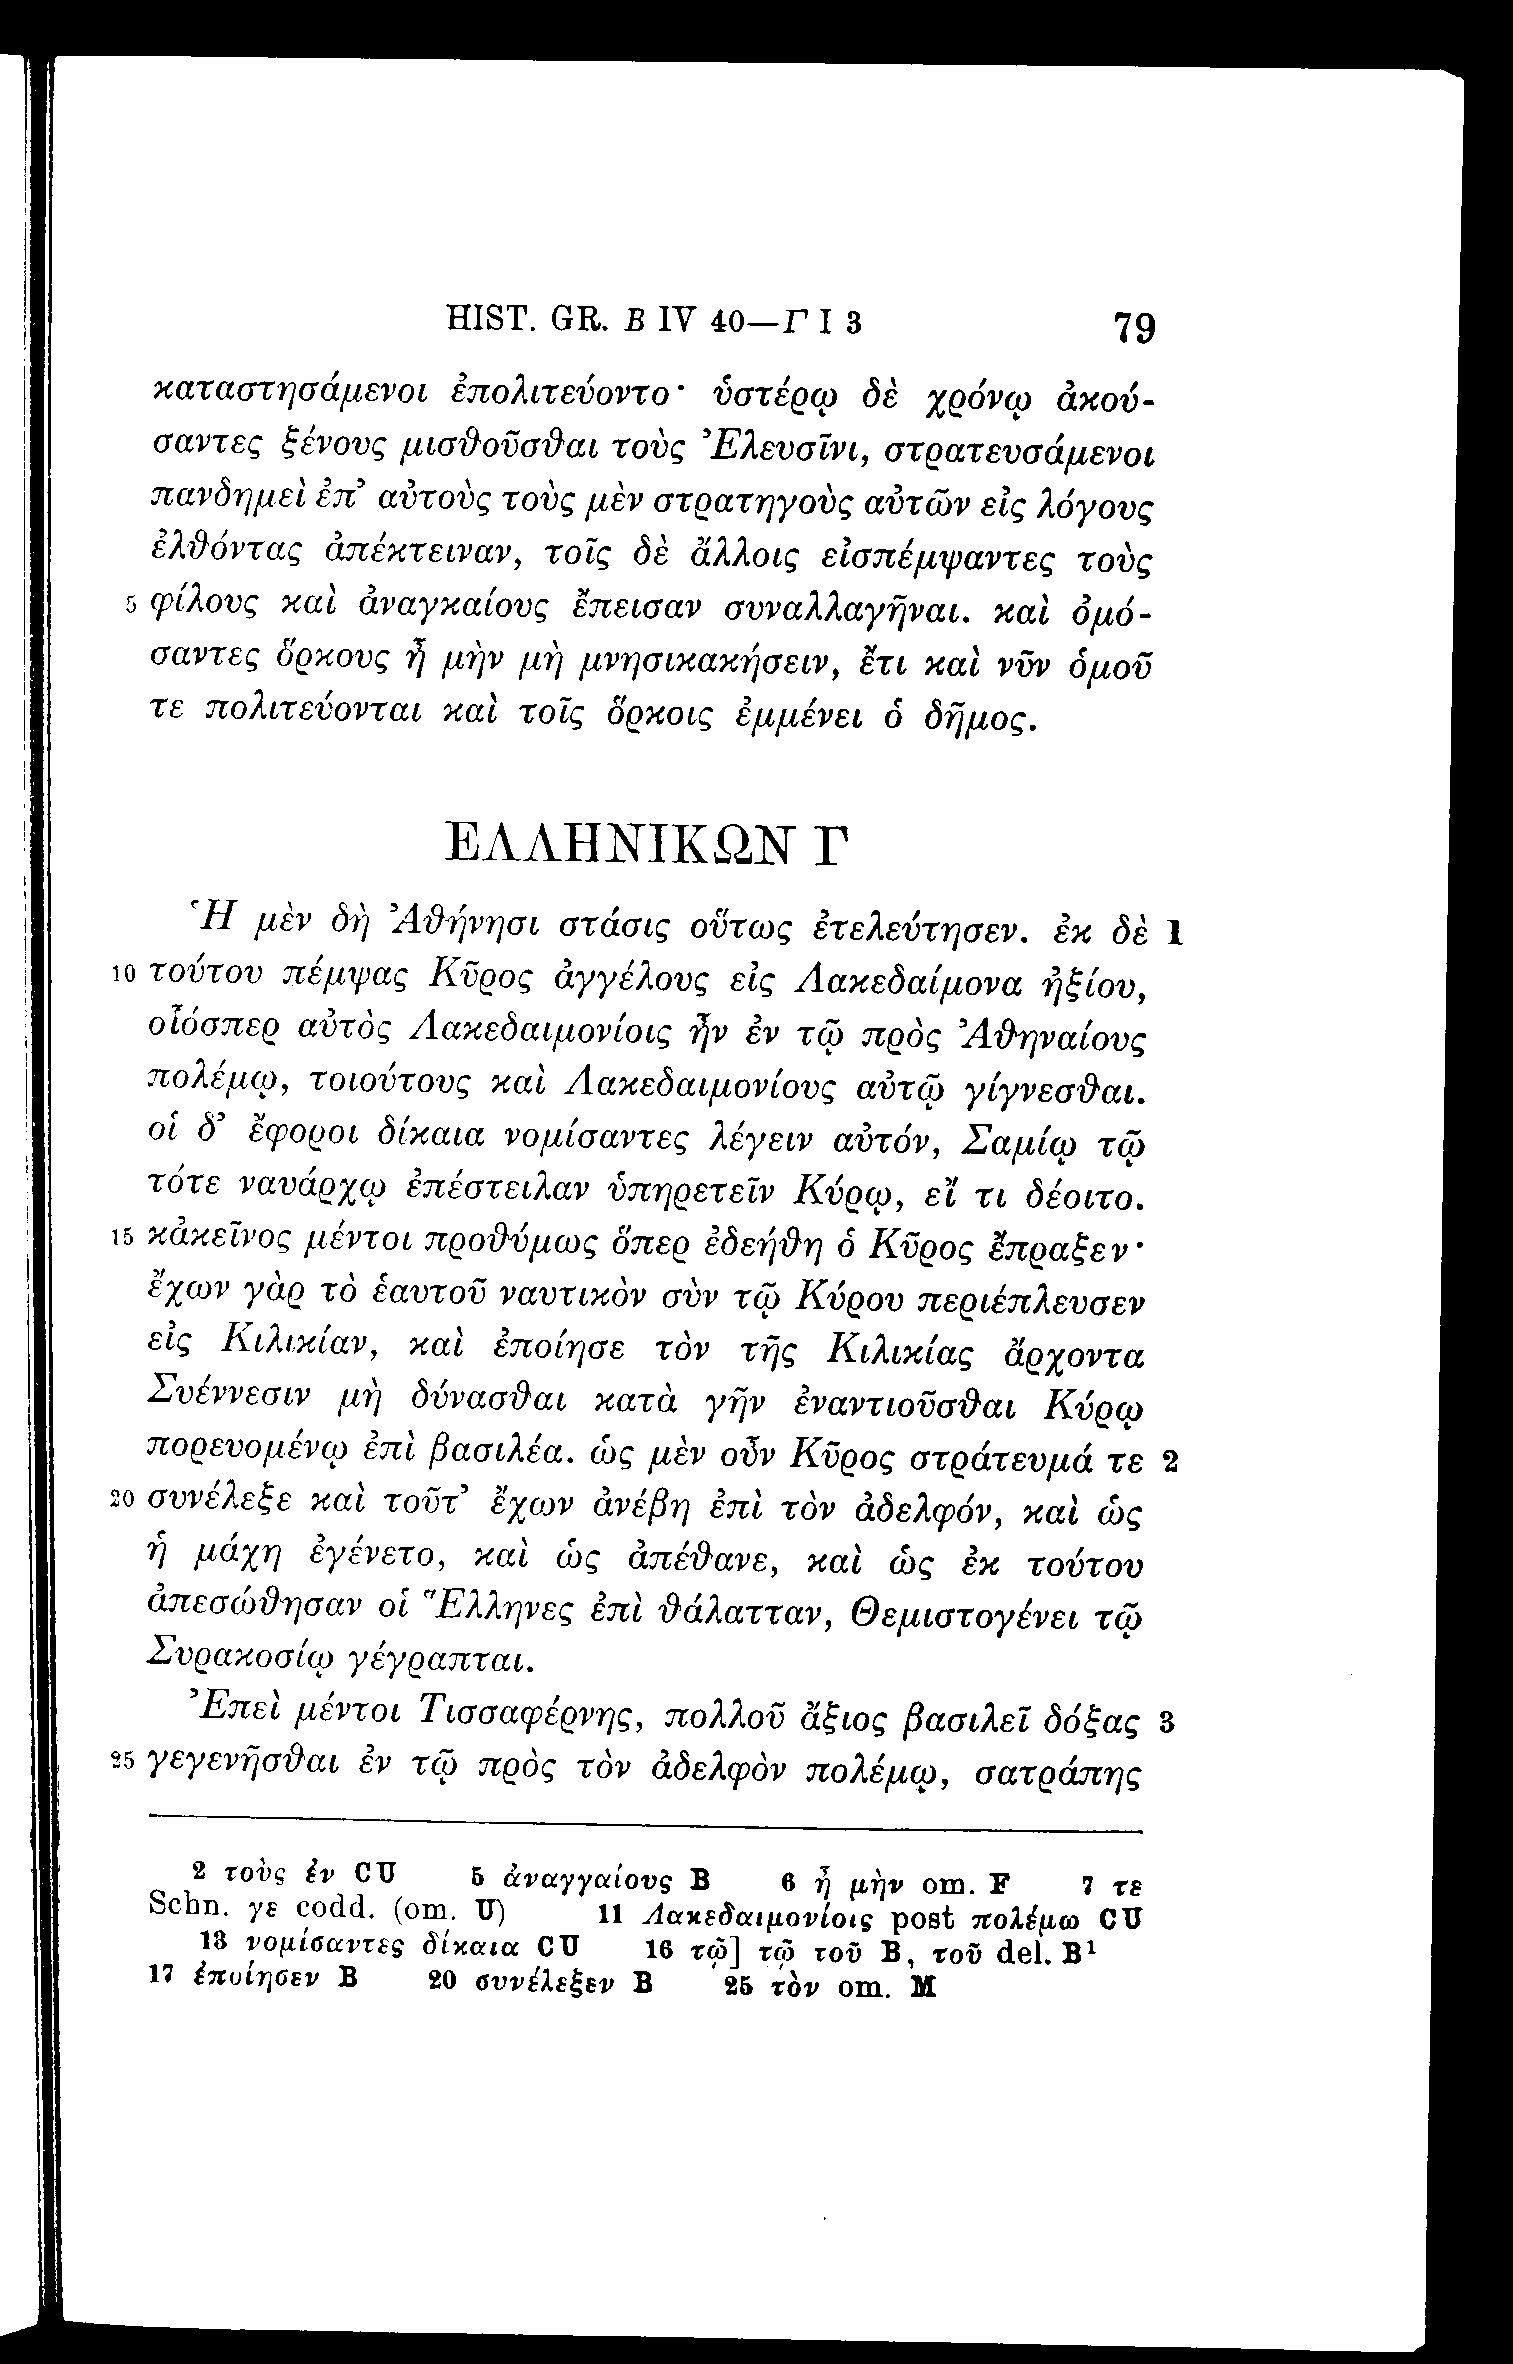 HIST. GR. B IV 40—Γ I 3 79
καταστησάμενοι ἐπολιτεύοντο· ὑστέρῳ δὲ χρόνῳ ἀκού-
σαντες ξένους μισθοῦσθαι τοὺς Ἐλευσῖνι, στρατευσάμενοι
πανδημεὶ ἐπ’ αὐτοὺς τοὺς μὲν στρατηγοὺς αὐτῶν εἰς λόγους
ἐλθόντας ἀπέκτειναν, τοῖς δὲ ἄλλοις εἰσπέμψαντες τοὺς
5 φίλους καὶ ἀναγκαίους ἔπεισαν συναλλαγῆναι. καὶ ὀμό-
σαντες ὅρκους ἦ μὴν μὴ μνησικακήσειν, ἔτι καὶ νῦν ὁμοῦ
τε πολιτεύονται καὶ τοῖς ὅρκοις ἐμμένει ὁ δῆμος.
ΕΛΛΗΝΙΚΩΝ Γ
Ἡ μὲν δὴ Ἀθήνησι στάσις οὕτως ἐτελεύτησεν. ἐκ δὲ 1
10 τούτου πέμψας Κῦρος ἀγγέλους εἰς Λακεδαίμονα ἠξίου,
οἷόσπερ αὐτὸς Λακεδαιμονίοις ἦν ἐν τῷ πρὸς Ἀθηναίους
πολέμῳ, τοιούτους καὶ Λακεδαιμονίους αὐτῷ γίγνεσθαι.
οἱ δ’ ἔφοροι δίκαια νομίσαντες λέγειν αὐτόν, Σαμίῳ τῷ
τότε ναυάρχῳ ἐπέστειλαν ὑπηρετεῖν Κύρῳ, εἴ τι δέοιτο.
15 κἀκεῖνος μέντοι προθύμως ὅπερ ἐδεήθη ὁ Κῦρος ἔπραξεν·
ἔχων γὰρ τὸ ἑαυτοῦ ναυτικὸν σὺν τῷ Κύρου περιέπλευσεν
εἰς Κιλικίαν, καὶ ἐποίησε τὸν τῆς Κιλικίας ἄρχοντα
Συέννεσιν μὴ δύνασθαι κατὰ γῆν ἐναντιοῦσθαι Κύρῳ
πορευομένῳ ἐπὶ βασιλέα. ὡς μὲν οὖν Κῦρος στράτευμά τε 2
20 συνέλεξε καὶ τοῦτ’ ἔχων ἀνέβη ἐπὶ τὸν ἀδελφόν, καὶ ὡς
ἡ μάχη ἐγένετο, καὶ ὡς ἀπέθανε, καὶ ὡς ἐκ τούτου
ἀπεσώθησαν οἱ Ἕλληνες ἐπὶ θάλατταν, Θεμιστογένει τῷ
Συρακοσίῳ γέγραπται.
Ἐπεὶ μέντοι Τισσαφέρνης, πολλοῦ ἄξιος βασιλεῖ δόξας 3
25 γεγενῆσθαι ἐν τῷ πρὸς τὸν ἀδελφὸν πολέμῳ, σατράπης
2 τοὺς ἐν CU 5 ἀναγγαίους B 6 ἦ μὴν om. F 7 τε
Schn. γε codd. (om. U) 11 Λακεδαιμονίοις post πολέμω CU
13 νομίσαντες δίκαια CU 16 τῷ] τῷ τοῦ B, τοῦ del. B¹
17 ἐποίησεν B 20 συνέλεξεν B 25 τὸν om. M